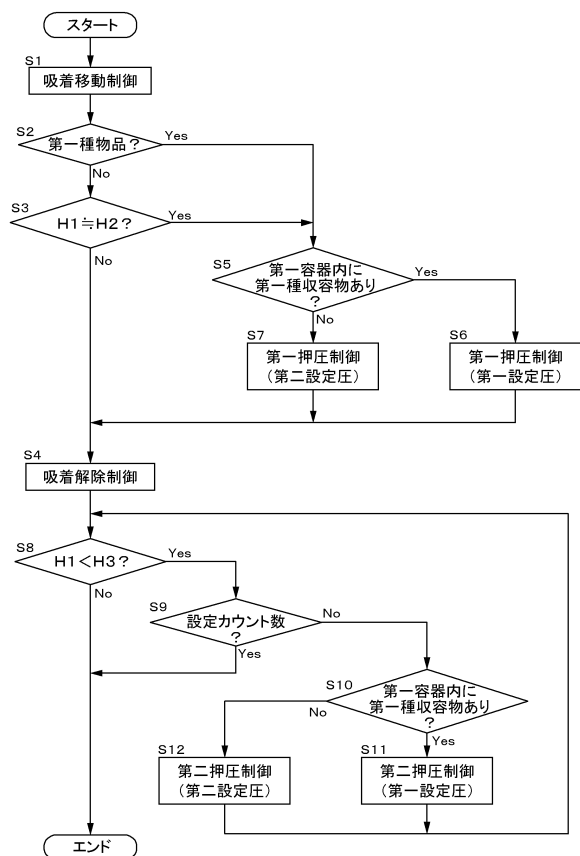 スタート
S1
吸着移動制御
S2
第一種物品？
Yes
No
S3
H1≒H2？
Yes
No
S5
第一容器内に
第一種収容物あり
？
Yes
No
S7
第一押圧制御
（第二設定圧）
S6
第一押圧制御
（第一設定圧）
S4
吸着解除制御
S8
H1＜H3？
Yes
No
S9
設定カウント数
？
No
Yes
S10
第一容器内に
第一種収容物あり
？
No
Yes
S12
第二押圧制御
（第二設定圧）
S11
第二押圧制御
（第一設定圧）
エンド